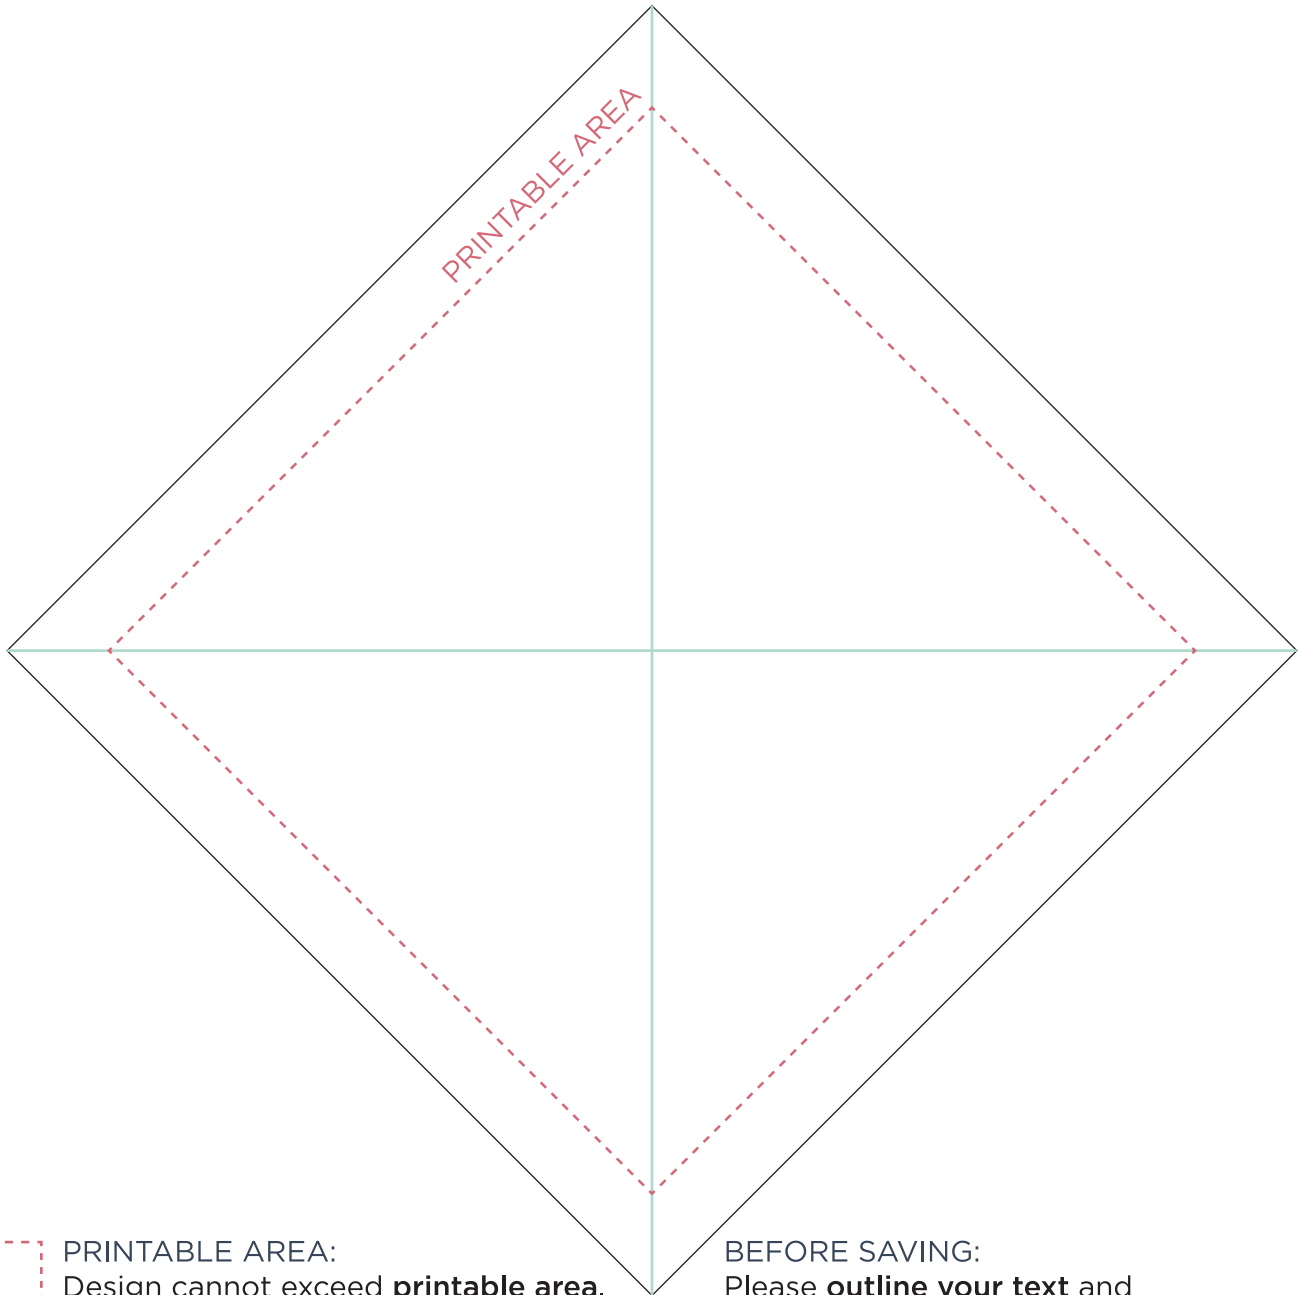 PRINTABLE AREA
PRINTABLE AREA:
Design cannot exceed printable area.
BEFORE SAVING:
Please outline your text and